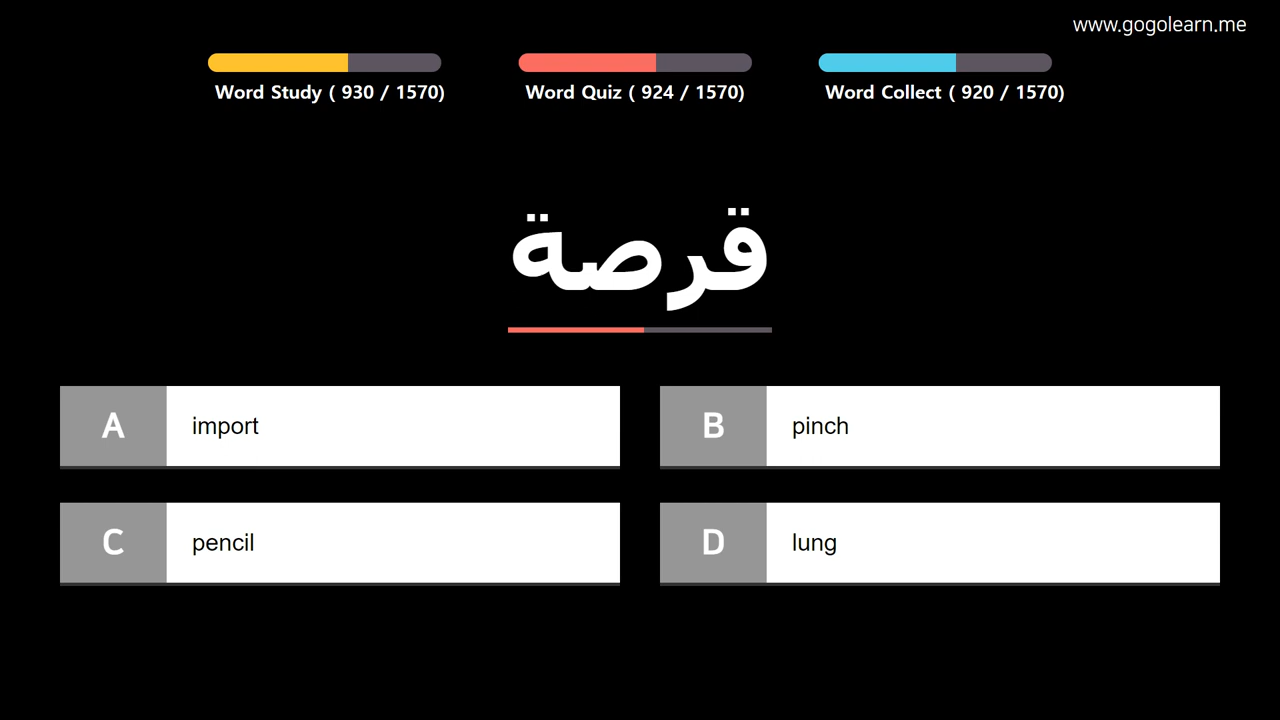 www.gogolearn.me
Word Study ( 930 / 1570)
Word Quiz ( 924 / 1570)
Word Collect ( 920 / 1570)
قرصة
A import
B pinch
C pencil
D lung